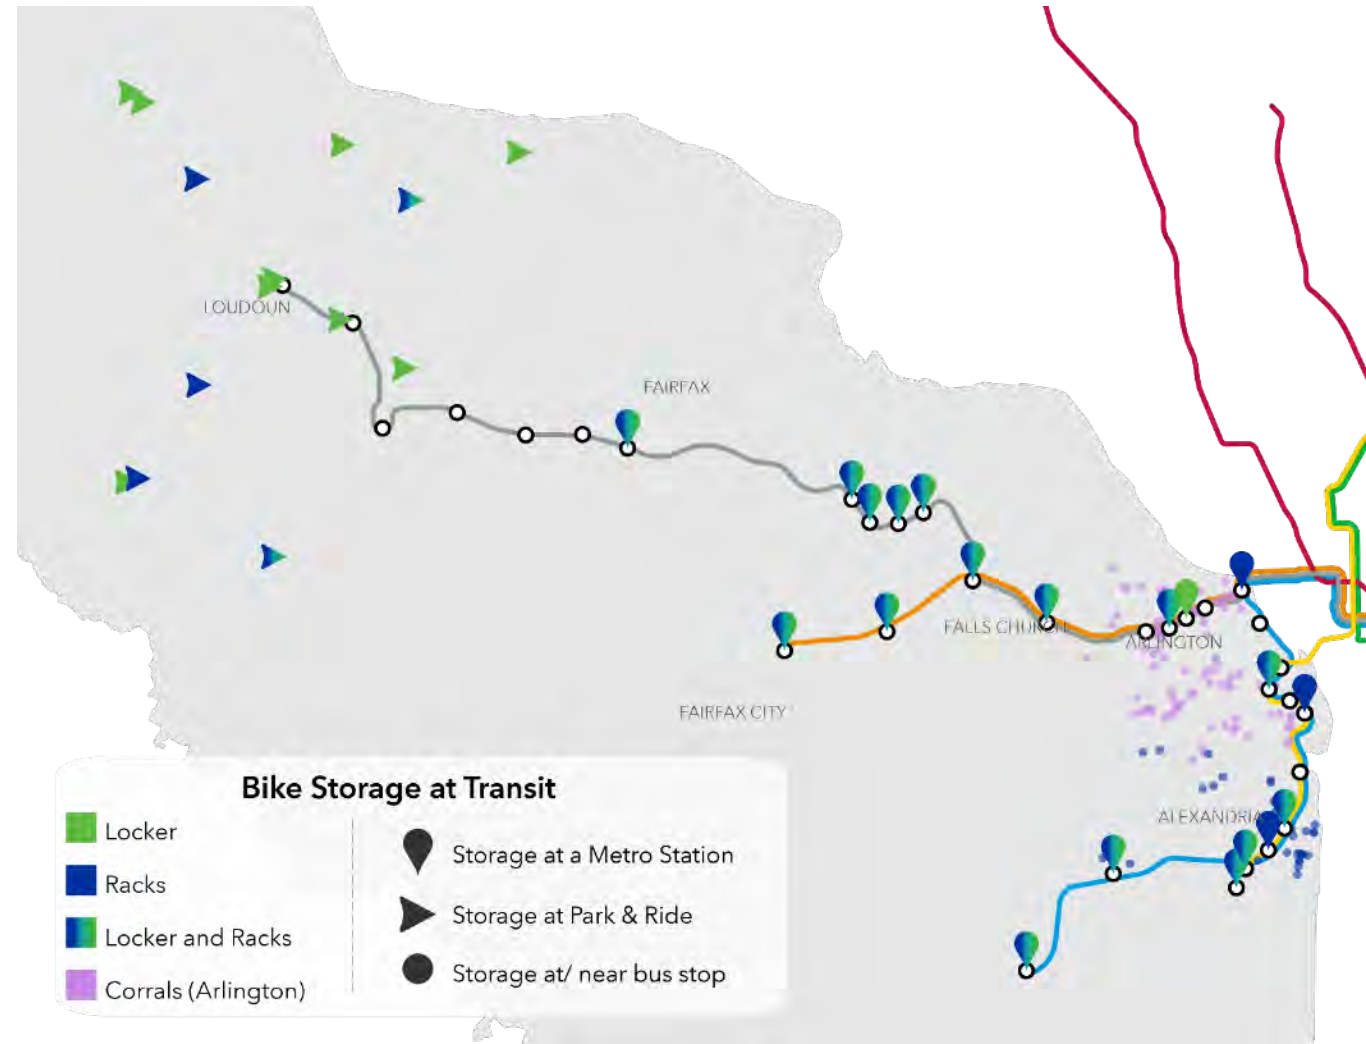 LOUDOUN
FAIRFAX
FALLS CHURCH
ARLINGTON
FAIRFAX CITY
ALEXANDRIA
Bike Storage at Transit
Locker
Racks
Locker and Racks
Corrals (Arlington)
Storage at a Metro Station
Storage at Park & Ride
Storage at/ near bus stop